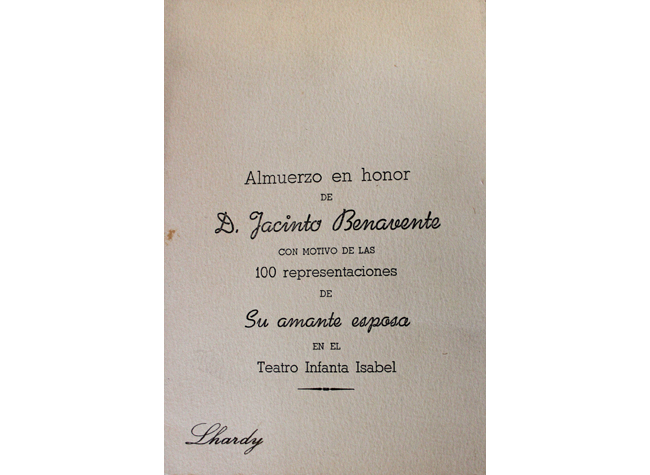 Almuerzo en honor
DE
D. Jacinto Benavente
CON MOTIVO DE LAS
100 representaciones
DE
Su amante esposa
EN EL
Teatro Infanta Isabel
Lhardy